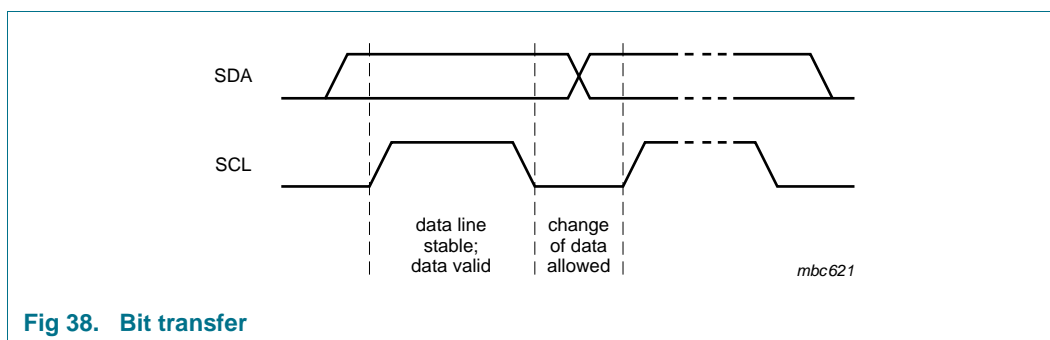 SDA
SCL
data line
stable;
data valid
change
of data
allowed
mbc621
Fig 38. Bit transfer